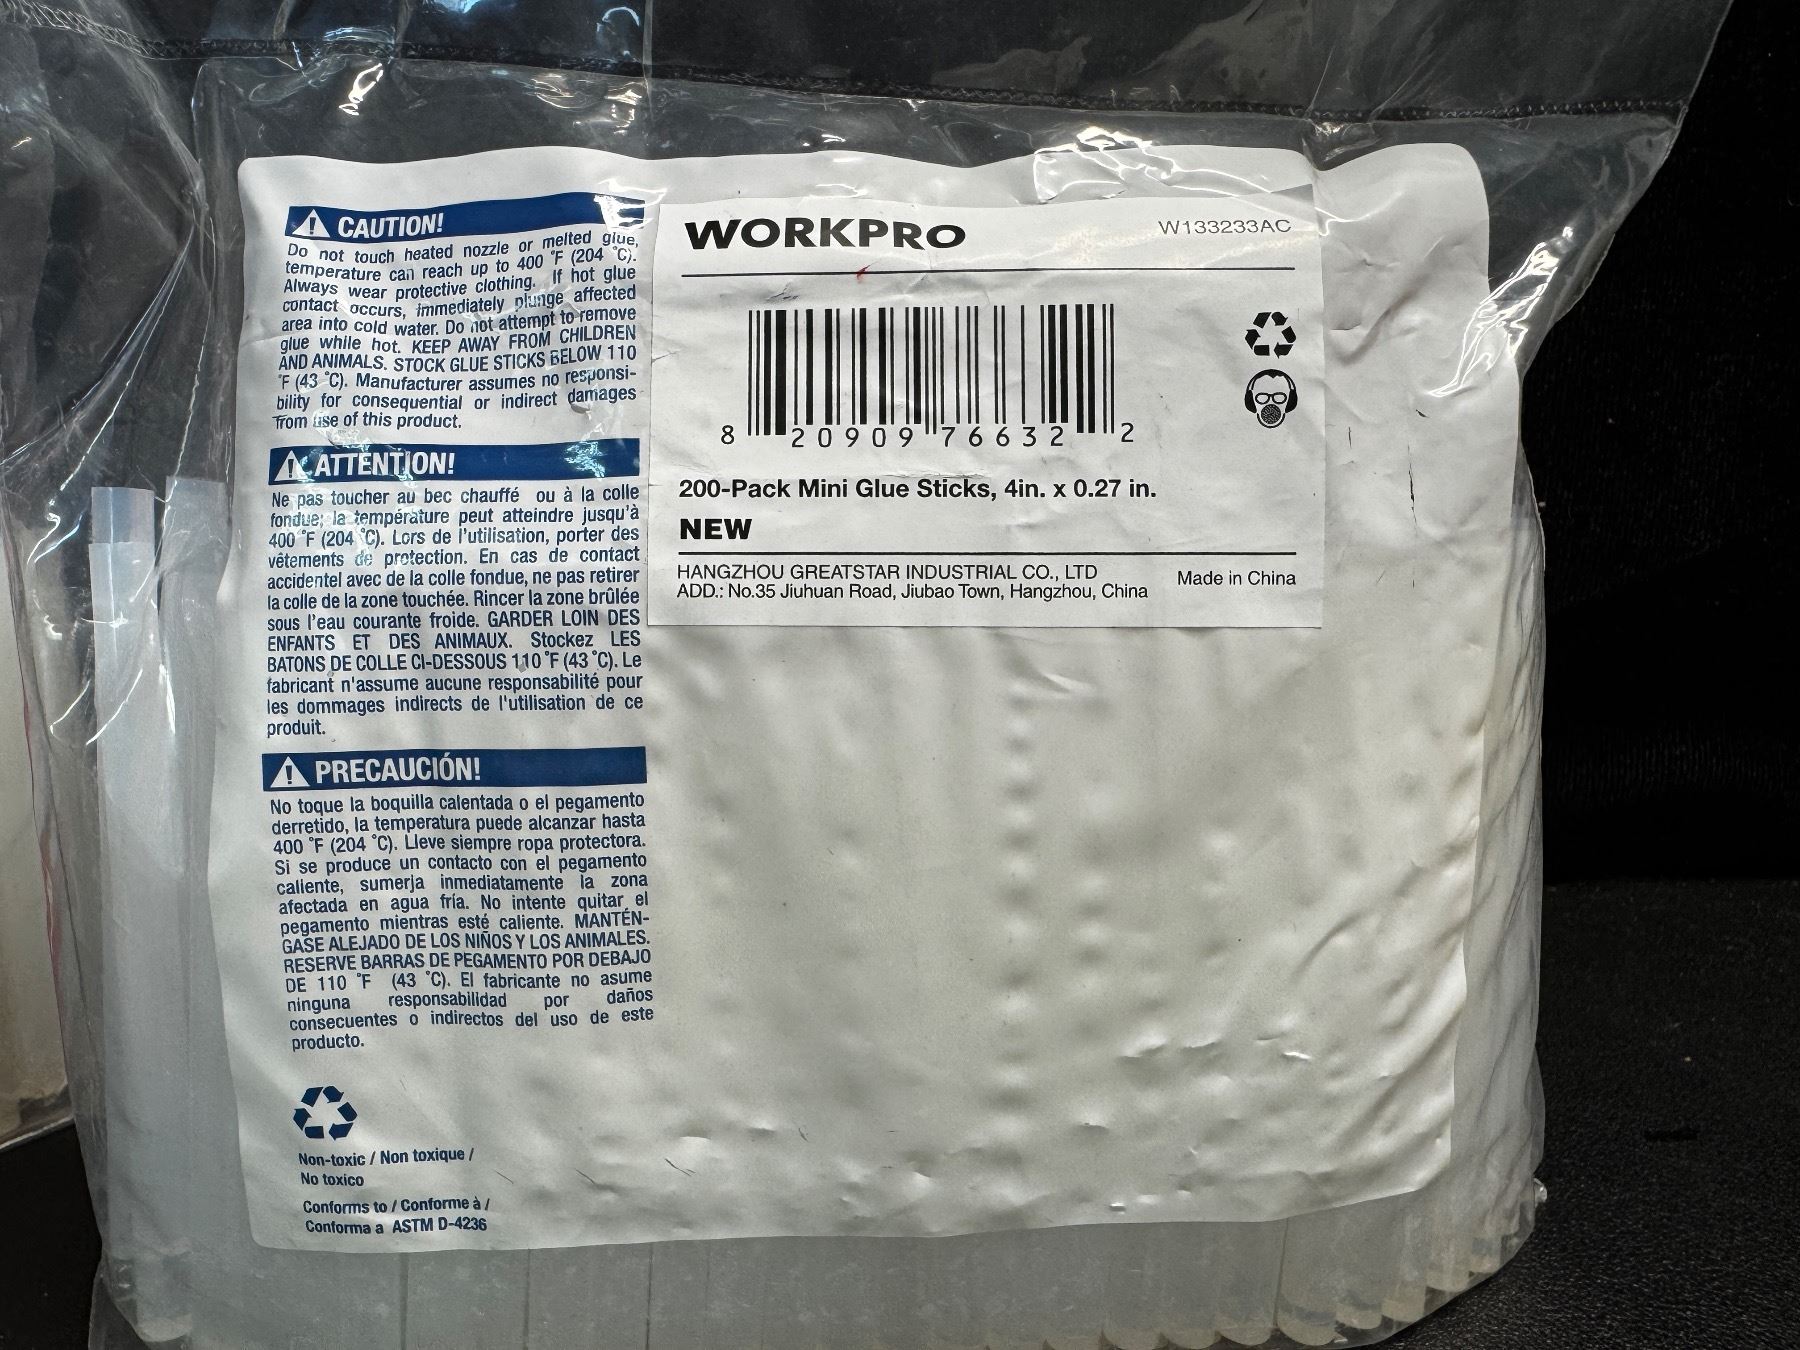 CAUTION!
Do not touch heated nozzle or melted glue,
temperature can reach up to 400 °F (204 °C).
Always wear protective clothing. If hot glue
contact occurs, immediately plunge affected
area into cold water. Do not attempt to remove
glue while hot. KEEP AWAY FROM CHILDREN
AND ANIMALS. STOCK GLUE STICKS BELOW 110
°F (43 °C). Manufacturer assumes no responsi-
bility for consequential or indirect damages
from use of this product.
ATTENTION!
Ne pas toucher au bec chauffé ou à la colle
fondue; la température peut atteindre jusqu'à
400 °F (204 °C). Lors de l'utilisation, porter des
vêtements de protection. En cas de contact
accidentel avec de la colle fondue, ne pas retirer
la colle de la zone touchée. Rincer la zone brûlée
sous l'eau courante froide. GARDER LOIN DES
ENFANTS ET DES ANIMAUX. Stockez LES
BATONS DE COLLE CI-DESSOUS 110 °F (43 °C). Le
fabricant n'assume aucune responsabilité pour
les dommages indirects de l'utilisation de ce
produit.
PRECAUCIÓN!
No toque la boquilla calentada o el pegamento
derretido, la temperatura puede alcanzar hasta
400 °F (204 °C). Lleve siempre ropa protectora.
Si se produce un contacto con el pegamento
caliente, sumerja inmediatamente la zona
afectada en agua fría. No intente quitar el
pegamento mientras esté caliente. MANTÉN-
GASE ALEJADO DE LOS NIÑOS Y LOS ANIMALES.
RESERVE BARRAS DE PEGAMENTO POR DEBAJO
DE 110 °F (43 °C). El fabricante no asume
ninguna responsabilidad por daños
consecuentes o indirectos del uso de este
producto.
Non-toxic / Non toxique /
No toxico
Conforms to / Conforme à /
Conforma a ASTM D-4236
WORKPRO
W133233AC
8 20909 76632 2
200-Pack Mini Glue Sticks, 4in. x 0.27 in.
NEW
HANGZHOU GREATSTAR INDUSTRIAL CO., LTD
ADD.: No.35 Jiuhuan Road, Jiubao Town, Hangzhou, China
Made in China